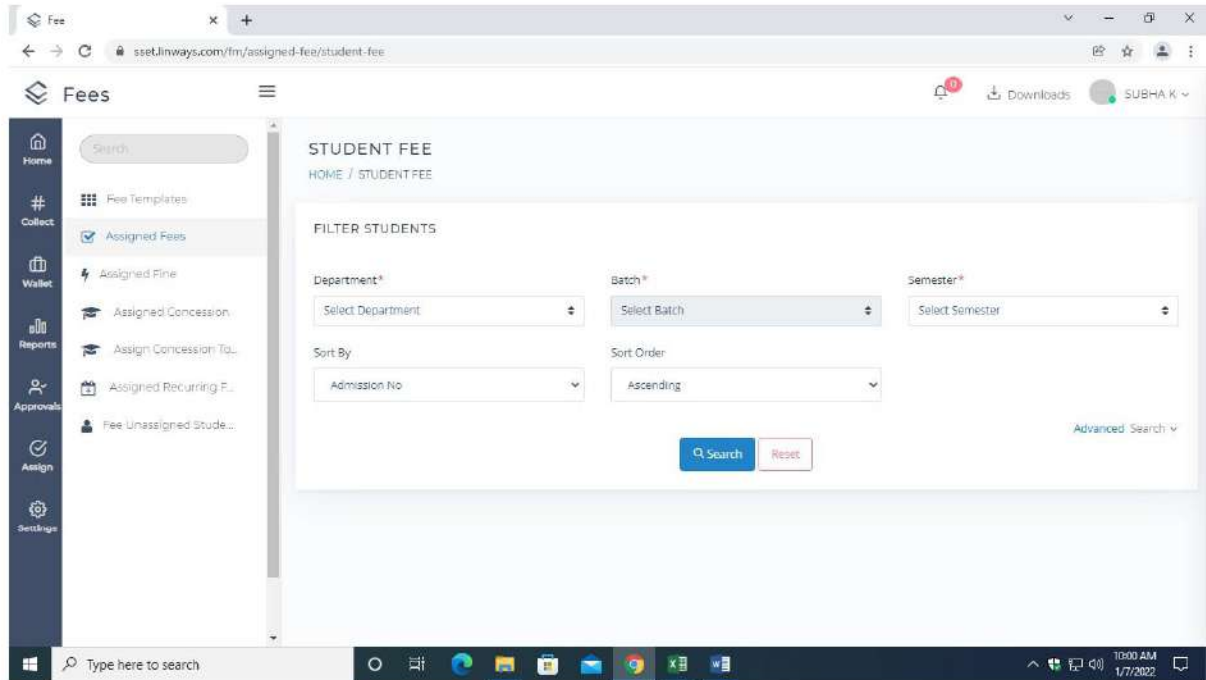 Fee
sset.linways.com/fm/assigned-fee/student-fee
Fees
0
Downloads
SUBHA K
Home
Collect
Wallet
Reports
Approvals
Assign
Settings
Search
Fee Templates
Assigned Fees
Assigned Fine
Assigned Concession
Assign Concession To...
Assigned Recurring F...
Fee Unassigned Stude...
STUDENT FEE
HOME / STUDENT FEE
FILTER STUDENTS
Department* Batch* Semester*
Select Department Select Batch Select Semester
Sort By Sort Order
Admission No Ascending
Advanced Search
Search Reset
Type here to search
10:00 AM
1/7/2022